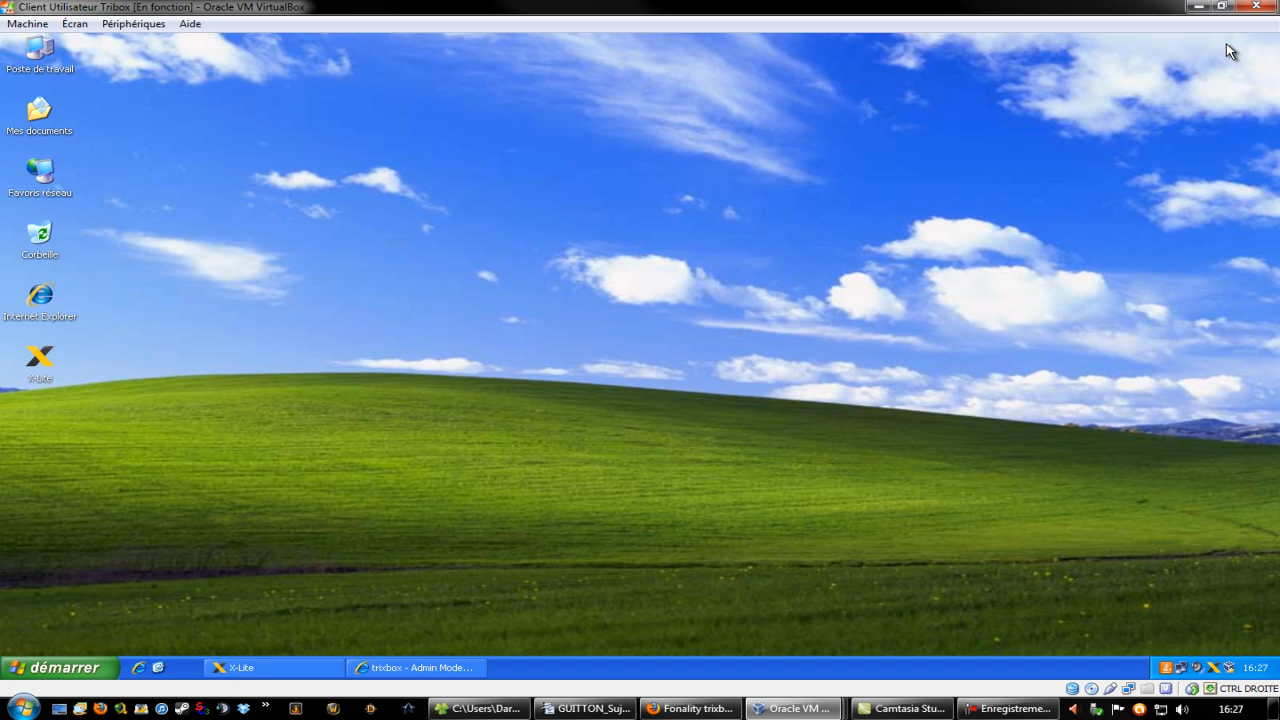 Client Utilisateur Tribox [En fonction] - Oracle VM VirtualBox
Machine Écran Périphériques Aide
Poste de travail
Mes documents
Favoris réseau
Corbeille
Internet Explorer
X-Lite
démarrer X-Lite trixbox - Admin Mode... 16:27
CTRL DROITE
» C:\Users\Dar... GUITTON_Suj... Fonality trixb... Oracle VM ... Camtasia Stu... Enregistreme... 16:27